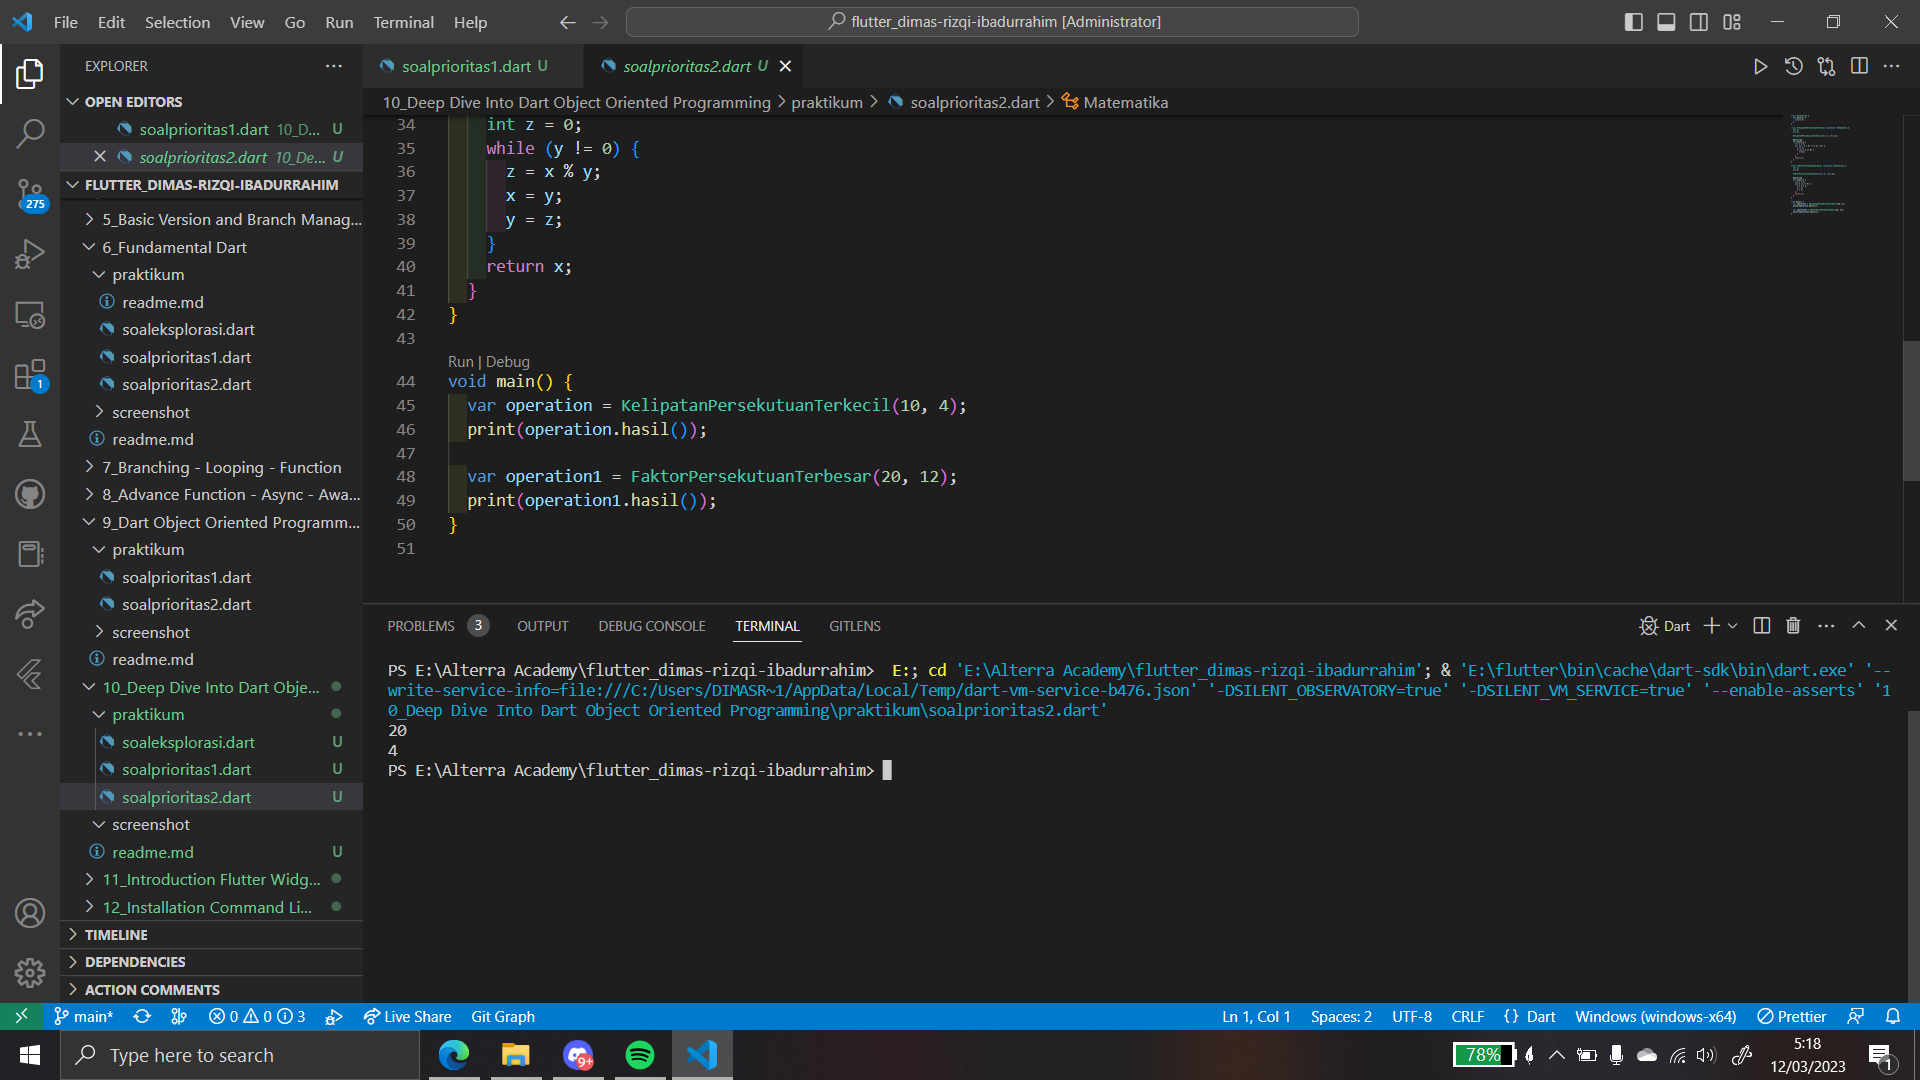 File Edit Selection View Go Run Terminal Help
flutter_dimas-rizqi-ibadurrahim [Administrator]
EXPLORER
OPEN EDITORS
soalprioritas1.dart 10_D... U
soalprioritas2.dart 10_De... U
FLUTTER_DIMAS-RIZQI-IBADURRAHIM
5_Basic Version and Branch Manag...
6_Fundamental Dart
praktikum
readme.md
soaleksplorasi.dart
soalprioritas1.dart
soalprioritas2.dart
screenshot
readme.md
7_Branching - Looping - Function
8_Advance Function - Async - Awa...
9_Dart Object Oriented Programm...
praktikum
soalprioritas1.dart
soalprioritas2.dart
screenshot
readme.md
10_Deep Dive Into Dart Obje...
praktikum
soaleksplorasi.dart U
soalprioritas1.dart U
soalprioritas2.dart U
screenshot
readme.md U
11_Introduction Flutter Widg...
12_Installation Command Li...
TIMELINE
DEPENDENCIES
ACTION COMMENTS
275
1
soalprioritas1.dart U
soalprioritas2.dart U
10_Deep Dive Into Dart Object Oriented Programming > praktikum > soalprioritas2.dart > Matematika
34 int z = 0;
35 while (y != 0) {
36 z = x % y;
37 x = y;
38 y = z;
39 }
40 return x;
41 }
42 }
43
Run | Debug
44 void main() {
45 var operation = KelipatanPersekutuanTerkecil(10, 4);
46 print(operation.hasil());
47
48 var operation1 = FaktorPersekutuanTerbesar(20, 12);
49 print(operation1.hasil());
50 }
51
PROBLEMS 3 OUTPUT DEBUG CONSOLE TERMINAL GITLENS
Dart
PS E:\Alterra Academy\flutter_dimas-rizqi-ibadurrahim> E:; cd 'E:\Alterra Academy\flutter_dimas-rizqi-ibadurrahim'; & 'E:\flutter\bin\cache\dart-sdk\bin\dart.exe' '--
write-service-info=file:///C:/Users/DIMASR~1/AppData/Local/Temp/dart-vm-service-b476.json' '-DSILENT_OBSERVATORY=true' '-DSILENT_VM_SERVICE=true' '--enable-asserts' '1
0_Deep Dive Into Dart Object Oriented Programming\praktikum\soalprioritas2.dart'
20
4
PS E:\Alterra Academy\flutter_dimas-rizqi-ibadurrahim>
main* 0 0 3 Live Share Git Graph
Ln 1, Col 1 Spaces: 2 UTF-8 CRLF {} Dart Windows (windows-x64) Prettier
Type here to search
9+
78%
5:18
12/03/2023
1